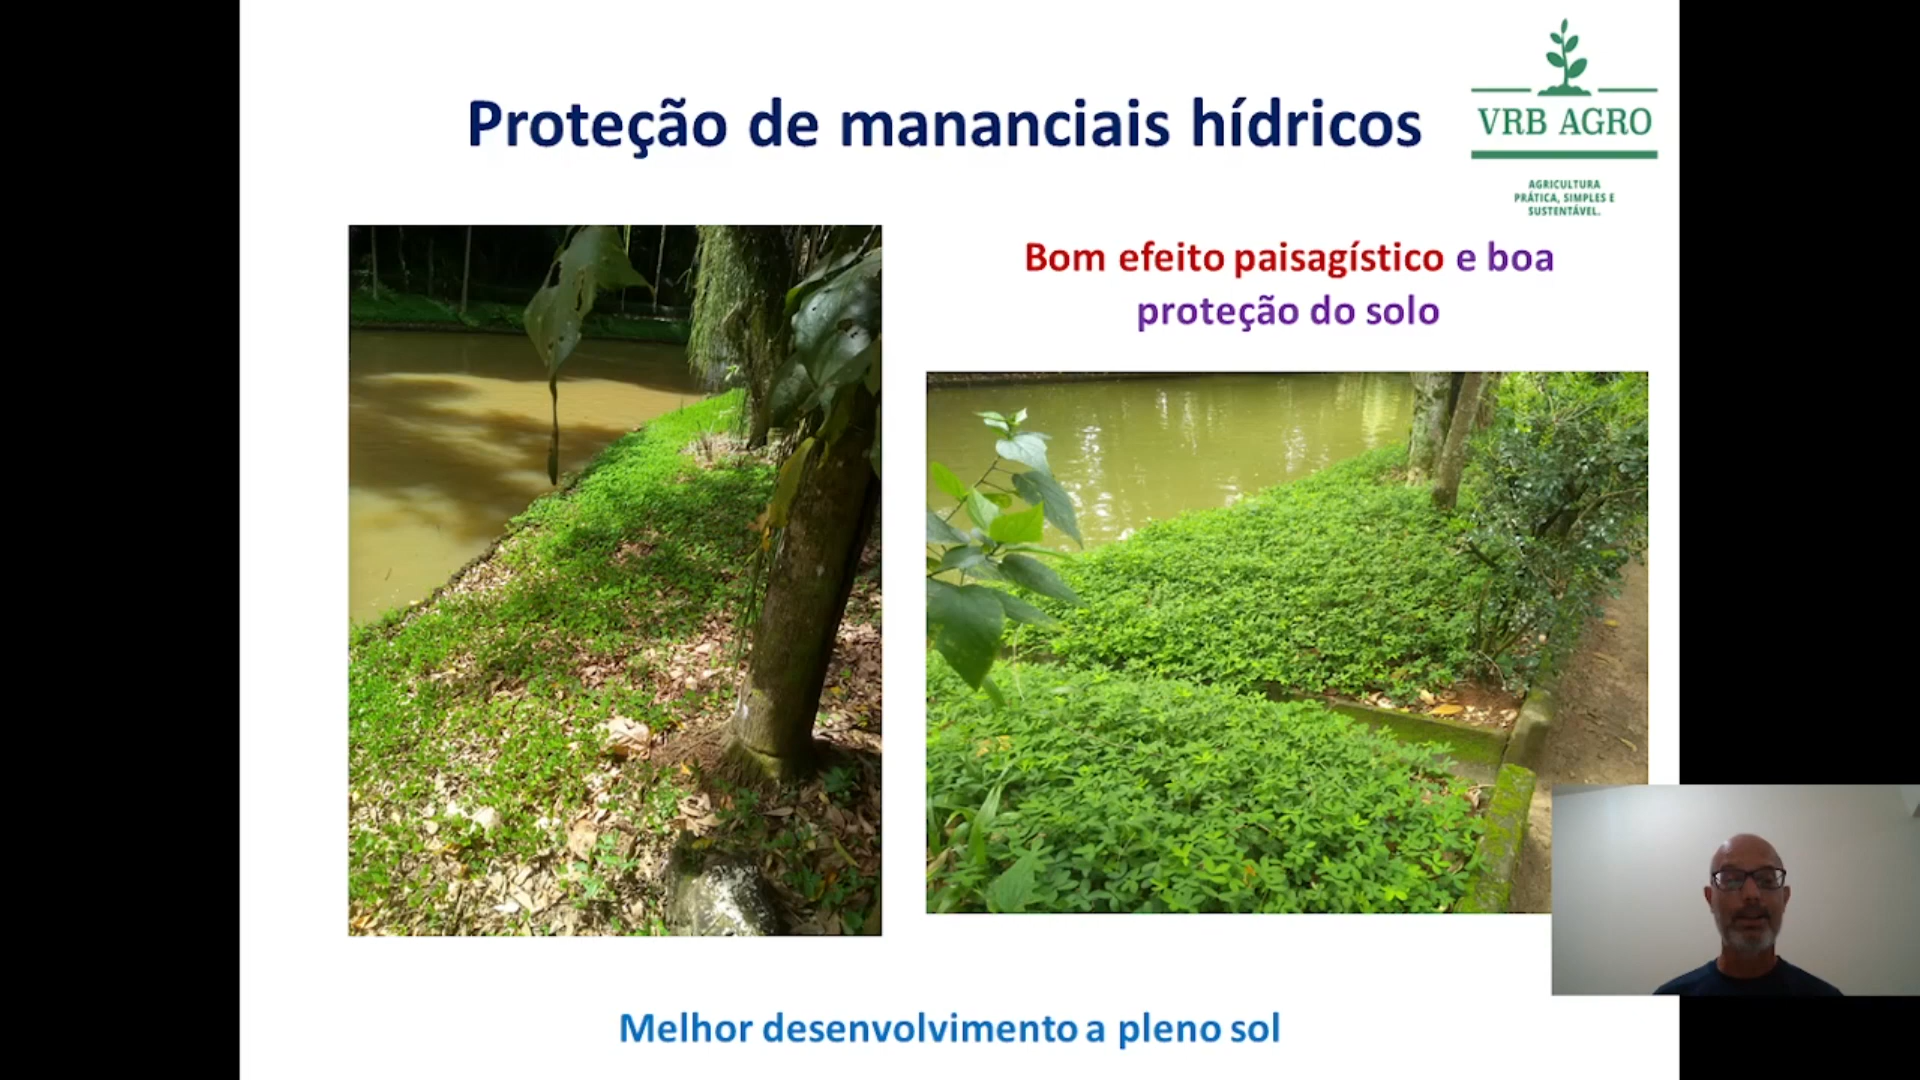 Proteção de mananciais hídricos
VRB AGRO
AGRICULTURA
PRÁTICA, SIMPLES E
SUSTENTÁVEL.
Bom efeito paisagístico e boa
proteção do solo
Melhor desenvolvimento a pleno sol